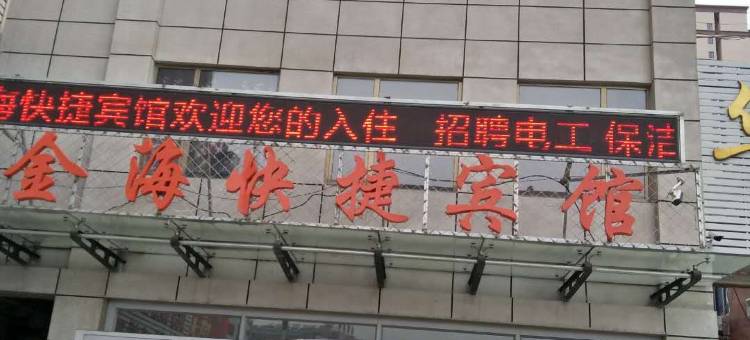 海快捷宾馆欢迎您的入住 招聘电工 保洁
金海快捷宾馆